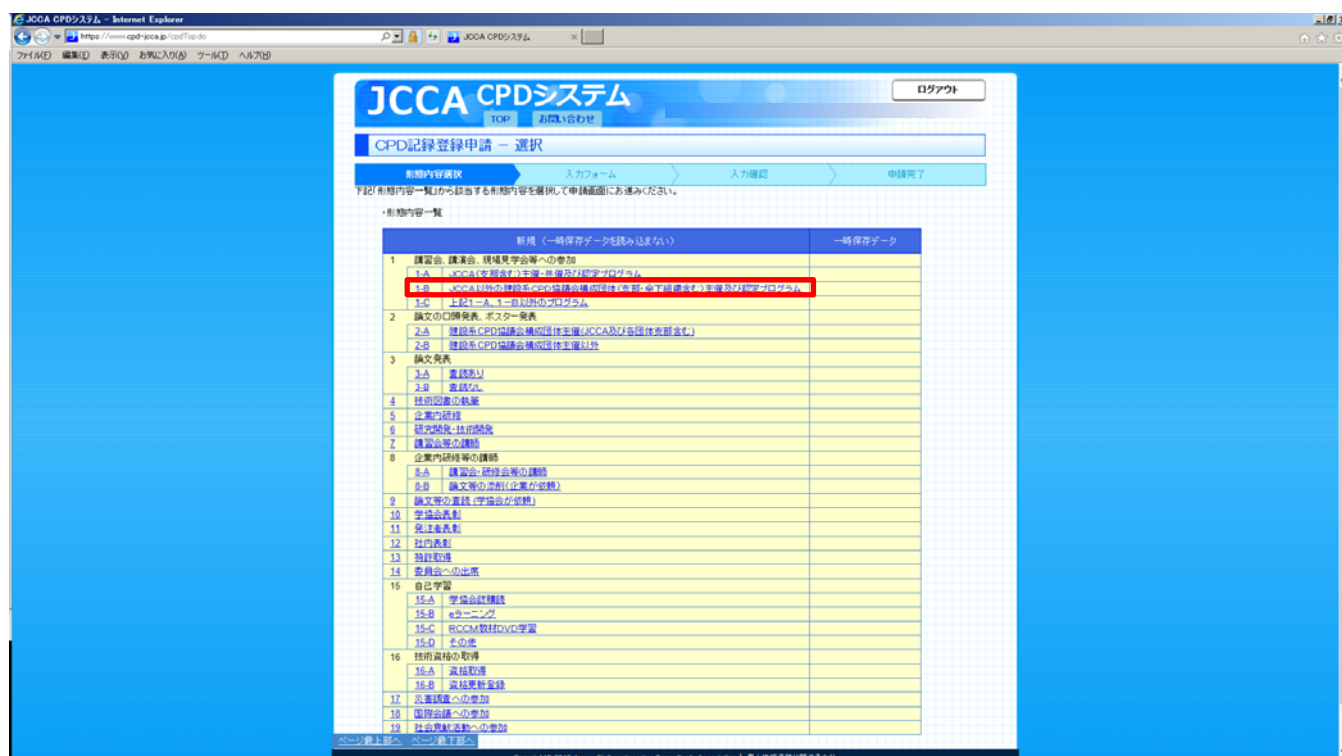 JCCA CPDシステム - Internet Explorer
https://www.cpd-jcca.jp/cpdTop.do
JCCA CPDシステム
ファイル(F) 編集(E) 表示(V) お気に入り(A) ツール(T) ヘルプ(H)
JCCA CPDシステム
ログアウト
TOP お問い合わせ
CPD記録登録申請 － 選択
形態内容選択 入力フォーム 入力確認 申請完了
下記「形態内容一覧」から該当する形態内容を選択して申請画面にお進みください。
・形態内容一覧
新規（一時保存データを読み込まない） 一時保存データ
1 講習会、講演会、現場見学会等への参加
1-A JCCA(支部含む)主催・共催及び認定プログラム
1-B JCCA以外の建設系CPD協議会構成団体(支部・傘下組織含む)主催及び認定プログラム
1-C 上記1－A、1－B以外のプログラム
2 論文の口頭発表、ポスター発表
2-A 建設系CPD協議会構成団体主催(JCCA及び各団体支部含む)
2-B 建設系CPD協議会構成団体主催以外
3 論文発表
3-A 査読あり
3-B 査読なし
4 技術図書の執筆
5 企業内研修
6 研究開発・技術開発
7 講習会等の講師
8 企業内研修等の講師
8-A 講習会・研修会等の講師
8-B 論文等の添削(企業が依頼)
9 論文等の査読(学協会が依頼)
10 学協会表彰
11 発注者表彰
12 社内表彰
13 特許取得
14 委員会への出席
15 自己学習
15-A 学協会誌購読
15-B eラーニング
15-C RCCM教材DVD学習
15-D その他
16 技術資格の取得
16-A 資格取得
16-B 資格更新登録
17 災害調査への参加
18 国際会議への参加
19 社会貢献活動への参加
ページ最上部へ ページ最下部へ